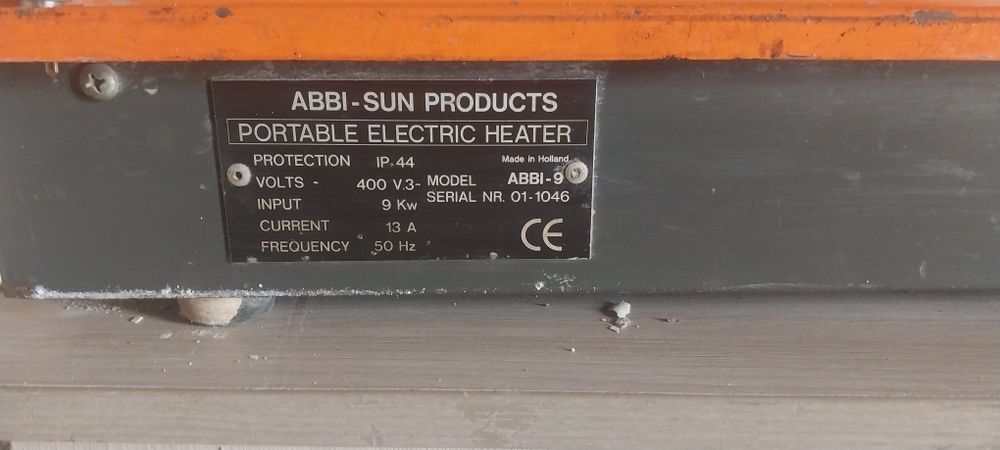 ABBI-SUN PRODUCTS
PORTABLE ELECTRIC HEATER
PROTECTION IP.44 Made in Holland
VOLTS - 400 V.3~ MODEL ABBI-9
INPUT 9 Kw SERIAL NR. 01-1046
CURRENT 13 A
FREQUENCY 50 Hz CE